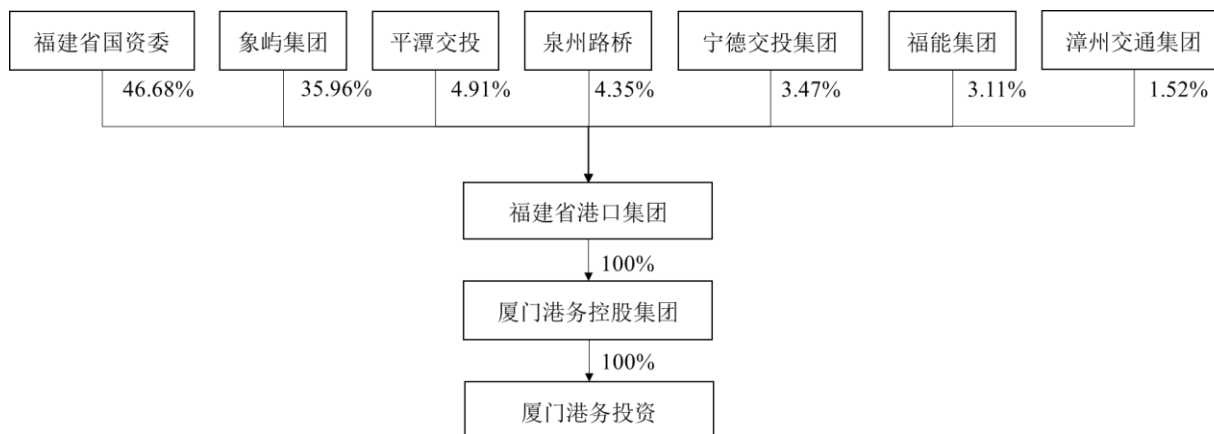 福建省国资委
象屿集团
平潭交投
泉州路桥
宁德交投集团
福能集团
漳州交通集团
46.68%
35.96%
4.91%
4.35%
3.47%
3.11%
1.52%
福建省港口集团
100%
厦门港务控股集团
100%
厦门港务投资